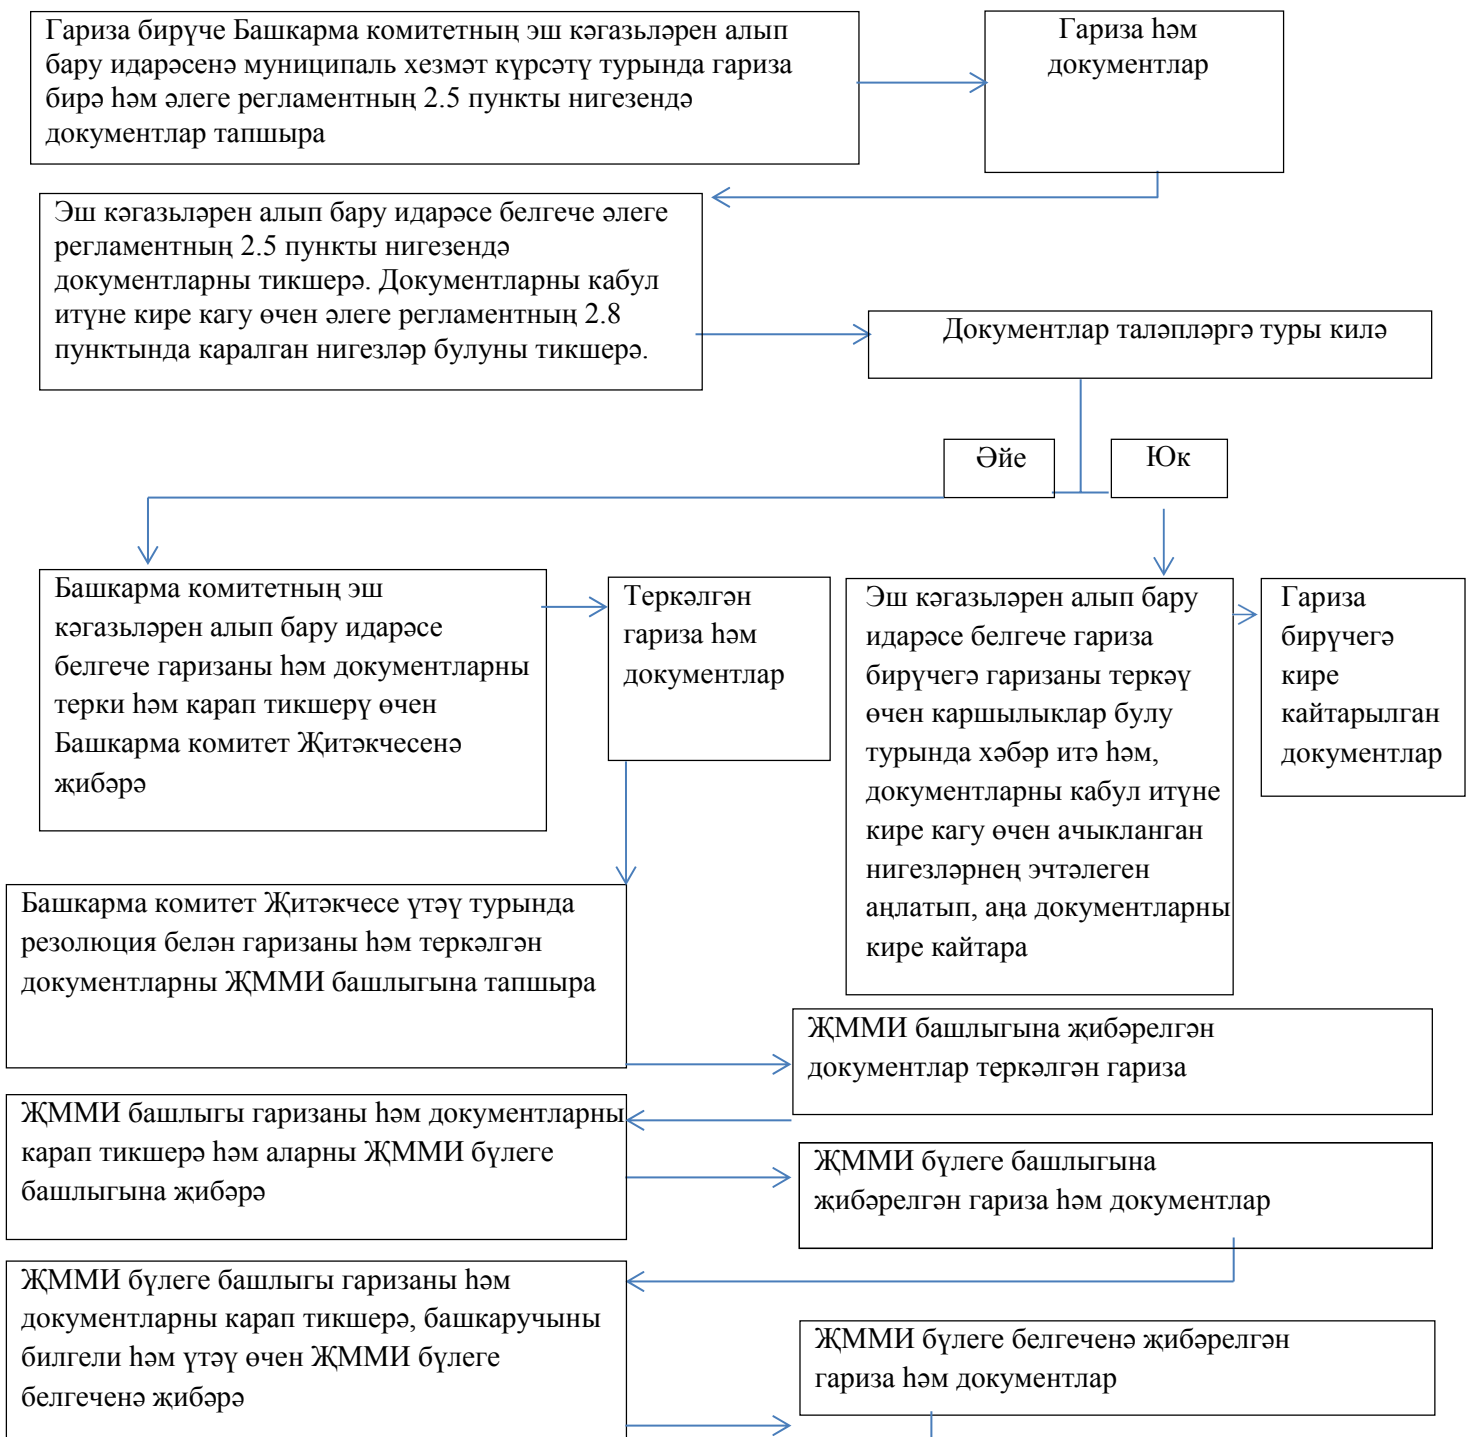 Гариза бирүче Башкарма комитетның эш кәгазьләрен алып
бару идарәсенә муниципаль хезмәт күрсәтү турында гариза
бирә һәм әлеге регламентның 2.5 пункты нигезендә
документлар тапшыра
Гариза һәм
документлар
Эш кәгазьләрен алып бару идарәсе белгече әлеге
регламентның 2.5 пункты нигезендә
документларны тикшерә. Документларны кабул
итүне кире кагу өчен әлеге регламентның 2.8
пунктында каралган нигезләр булуны тикшерә.
Документлар таләпләргә туры килә
Әйе
Юк
Башкарма комитетның эш
кәгазьләрен алып бару идарәсе
белгече гаризаны һәм документларны
терки һәм карап тикшерү өчен
Башкарма комитет Җитәкчесенә
җибәрә
Теркәлгән
гариза һәм
документлар
Эш кәгазьләрен алып бару
идарәсе белгече гариза
бирүчегә гаризаны теркәү
өчен каршылыклар булу
турында хәбәр итә һәм,
документларны кабул итүне
кире кагу өчен ачыкланган
нигезләрнең эчтәлеген
аңлатып, аңа документларны
кире кайтара
Гариза
бирүчегә
кире
кайтарылган
документлар
Башкарма комитет Җитәкчесе үтәү турында
резолюция белән гаризаны һәм теркәлгән
документларны ҖММИ башлыгына тапшыра
ҖММИ башлыгына җибәрелгән
документлар теркәлгән гариза
ҖММИ башлыгы гаризаны һәм документларны
карап тикшерә һәм аларны ҖММИ бүлеге
башлыгына җибәрә
ҖММИ бүлеге башлыгына
җибәрелгән гариза һәм документлар
ҖММИ бүлеге башлыгы гаризаны һәм
документларны карап тикшерә, башкаручыны
билгели һәм үтәү өчен ҖММИ бүлеге
белгеченә җибәрә
ҖММИ бүлеге белгеченә җибәрелгән
гариза һәм документлар